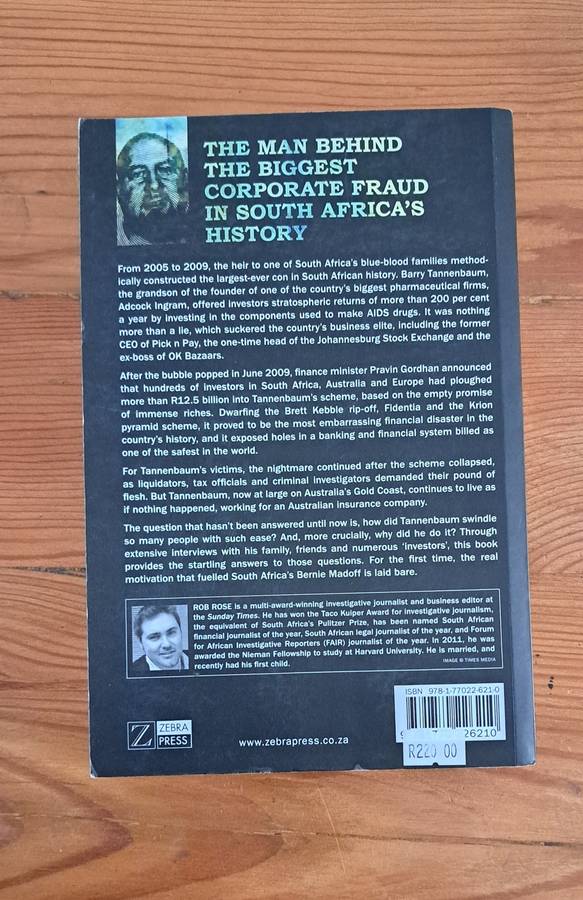 THE MAN BEHIND
THE BIGGEST
CORPORATE FRAUD
IN SOUTH AFRICA'S
HISTORY
From 2005 to 2009, the heir to one of South Africa's blue-blood families method-
ically constructed the largest-ever con in South African history. Barry Tannenbaum,
the grandson of the founder of one of the country's biggest pharmaceutical firms,
Adcock Ingram, offered investors stratospheric returns of more than 200 per cent
a year by investing in the components used to make AIDS drugs. It was nothing
more than a lie, which suckered the country's business elite, including the former
CEO of Pick n Pay, the one-time head of the Johannesburg Stock Exchange and the
ex-boss of OK Bazaars.
After the bubble popped in June 2009, finance minister Pravin Gordhan announced
that hundreds of investors in South Africa, Australia and Europe had ploughed
more than R12.5 billion into Tannenbaum's scheme, based on the empty promise
of immense riches. Dwarfing the Brett Kebble rip-off, Fidentia and the Krion
pyramid scheme, it proved to be the most embarrassing financial disaster in the
country's history, and it exposed holes in a banking and financial system billed as
one of the safest in the world.
For Tannenbaum's victims, the nightmare continued after the scheme collapsed,
as liquidators, tax officials and criminal investigators demanded their pound of
flesh. But Tannenbaum, now at large on Australia's Gold Coast, continues to live as
if nothing happened, working for an Australian insurance company.
The question that hasn't been answered until now is, how did Tannenbaum swindle
so many people with such ease? And, more crucially, why did he do it? Through
extensive interviews with his family, friends and numerous 'investors', this book
provides the startling answers to those questions. For the first time, the real
motivation that fuelled South Africa's Bernie Madoff is laid bare.
ROB ROSE is a multi-award-winning investigative journalist and business editor at
the Sunday Times. He has won the Taco Kuiper Award for investigative journalism,
the equivalent of South Africa's Pulitzer Prize, has been named South African
financial journalist of the year, South African legal journalist of the year, and Forum
for African Investigative Reporters (FAIR) journalist of the year. In 2011, he was
awarded the Nieman Fellowship to study at Harvard University. He is married, and
recently had his first child.
IMAGE © TIMES MEDIA
ISBN 978-1-77022-621-0
9 26210
R220 00
Z ZEBRA
PRESS
www.zebrapress.co.za